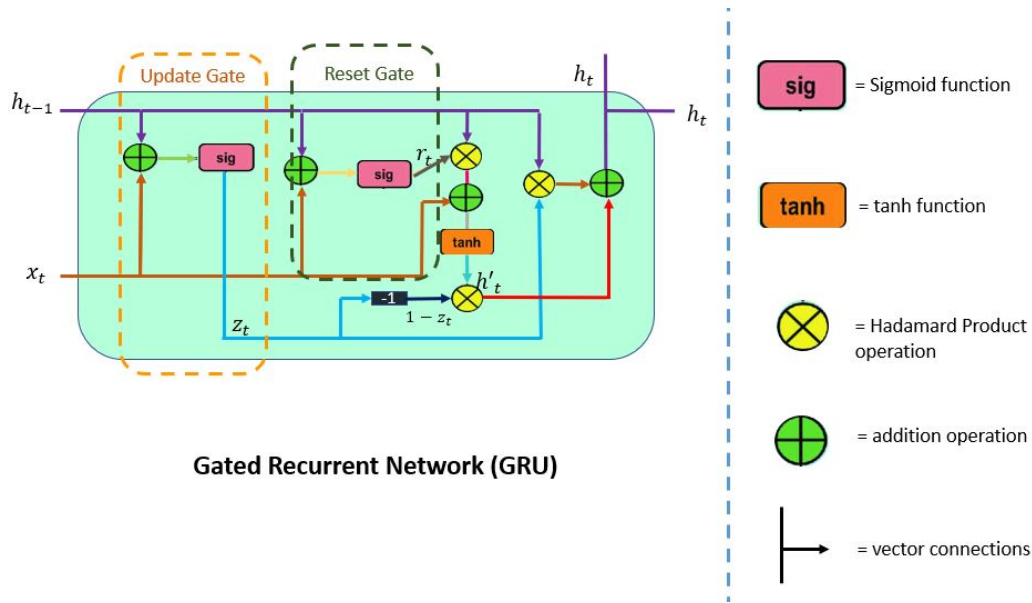 Update Gate
Reset Gate
h_{t-1}
h_t
h_t
sig
sig
r_t
x_t
tanh
h'_t
-1
1 − z_t
z_t
Gated Recurrent Network (GRU)
sig
= Sigmoid function
tanh
= tanh function
= Hadamard Product
operation
= addition operation
= vector connections